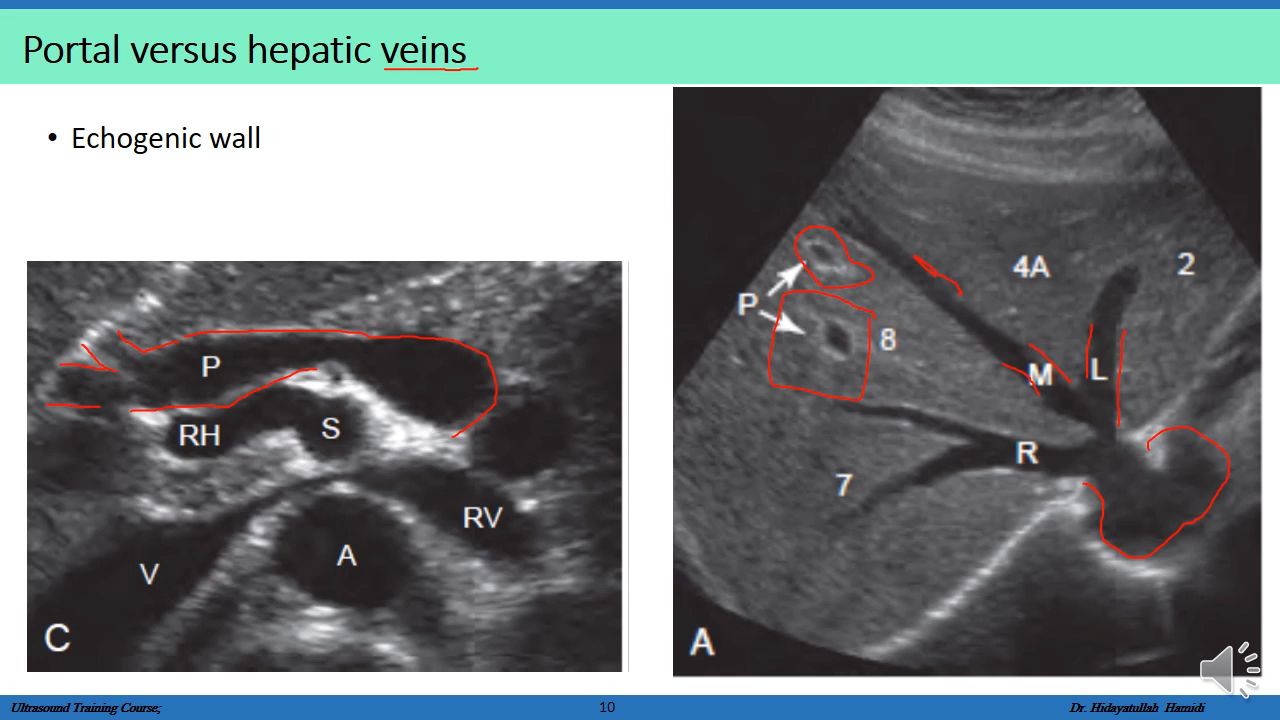 Portal versus hepatic veins
• Echogenic wall
P
RH
S
RV
A
V
C
4A
2
P
8
M
L
R
7
A
Ultrasound Training Course;
10
Dr. Hidayatullah Hamidi